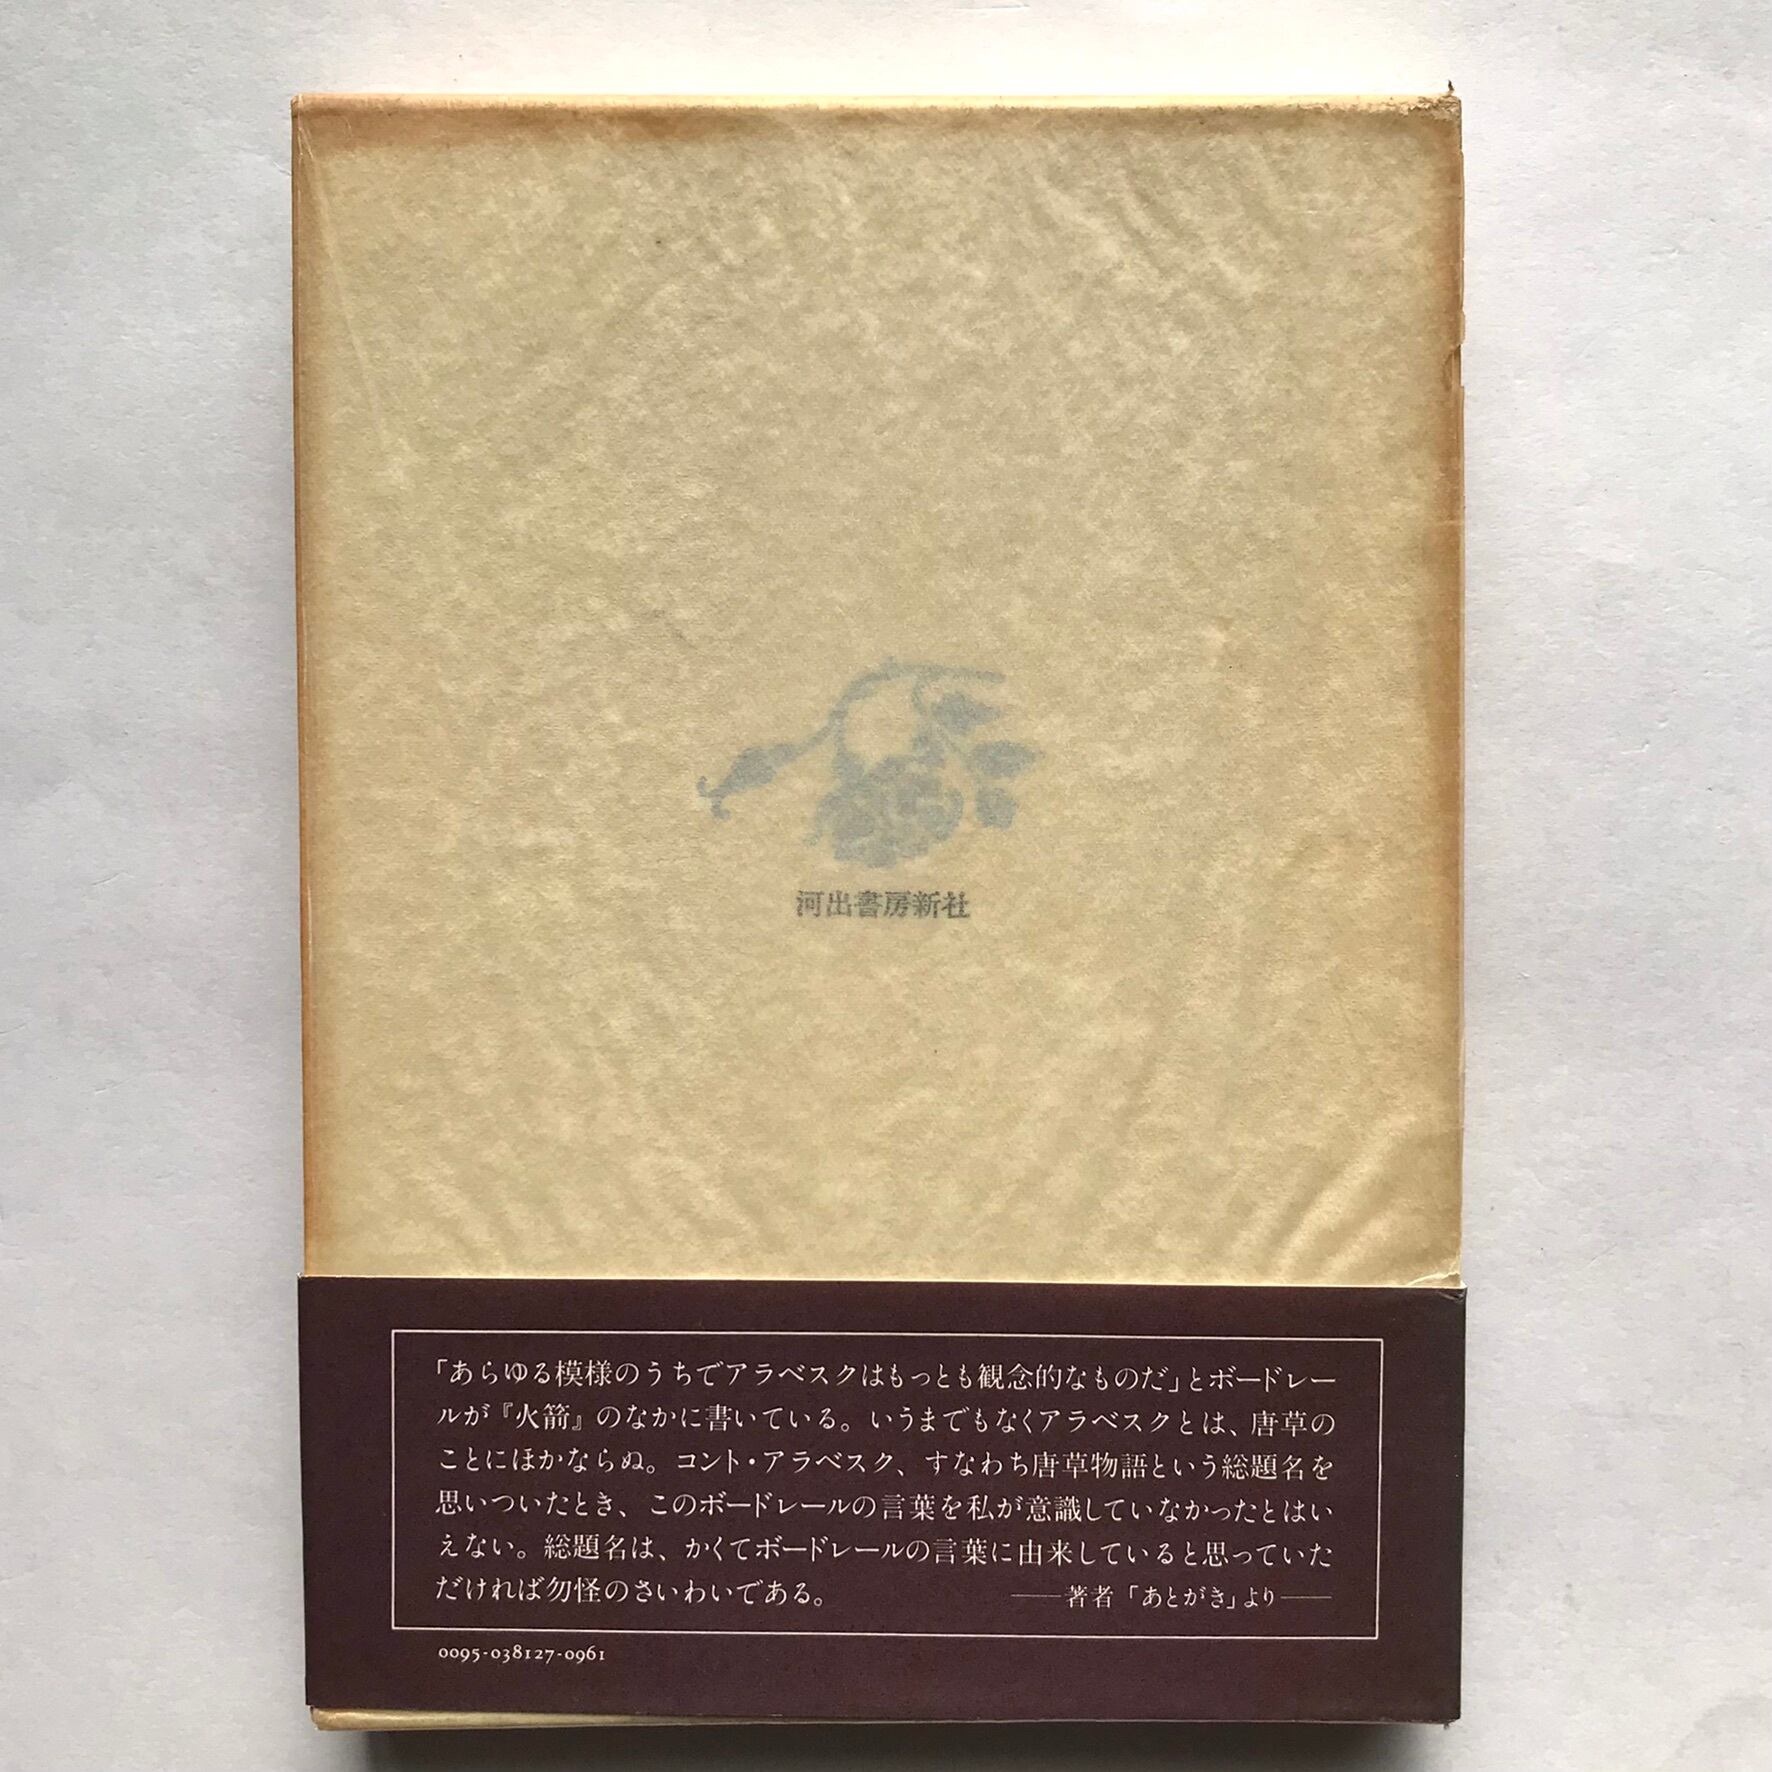 河出書房新社
「あらゆる模様のうちでアラベスクはもっとも観念的なものだ」とボードレー
ルが『火箭』のなかに書いている。いうまでもなくアラベスクとは、唐草の
ことにほかならぬ。コント・アラベスク、すなわち唐草物語という総題名を
思いついたとき、このボードレールの言葉を私が意識していなかったとはい
えない。総題名は、かくてボードレールの言葉に由来していると思っていた
だければ勿怪のさいわいである。 ——著者「あとがき」より——
0095-038127-0961